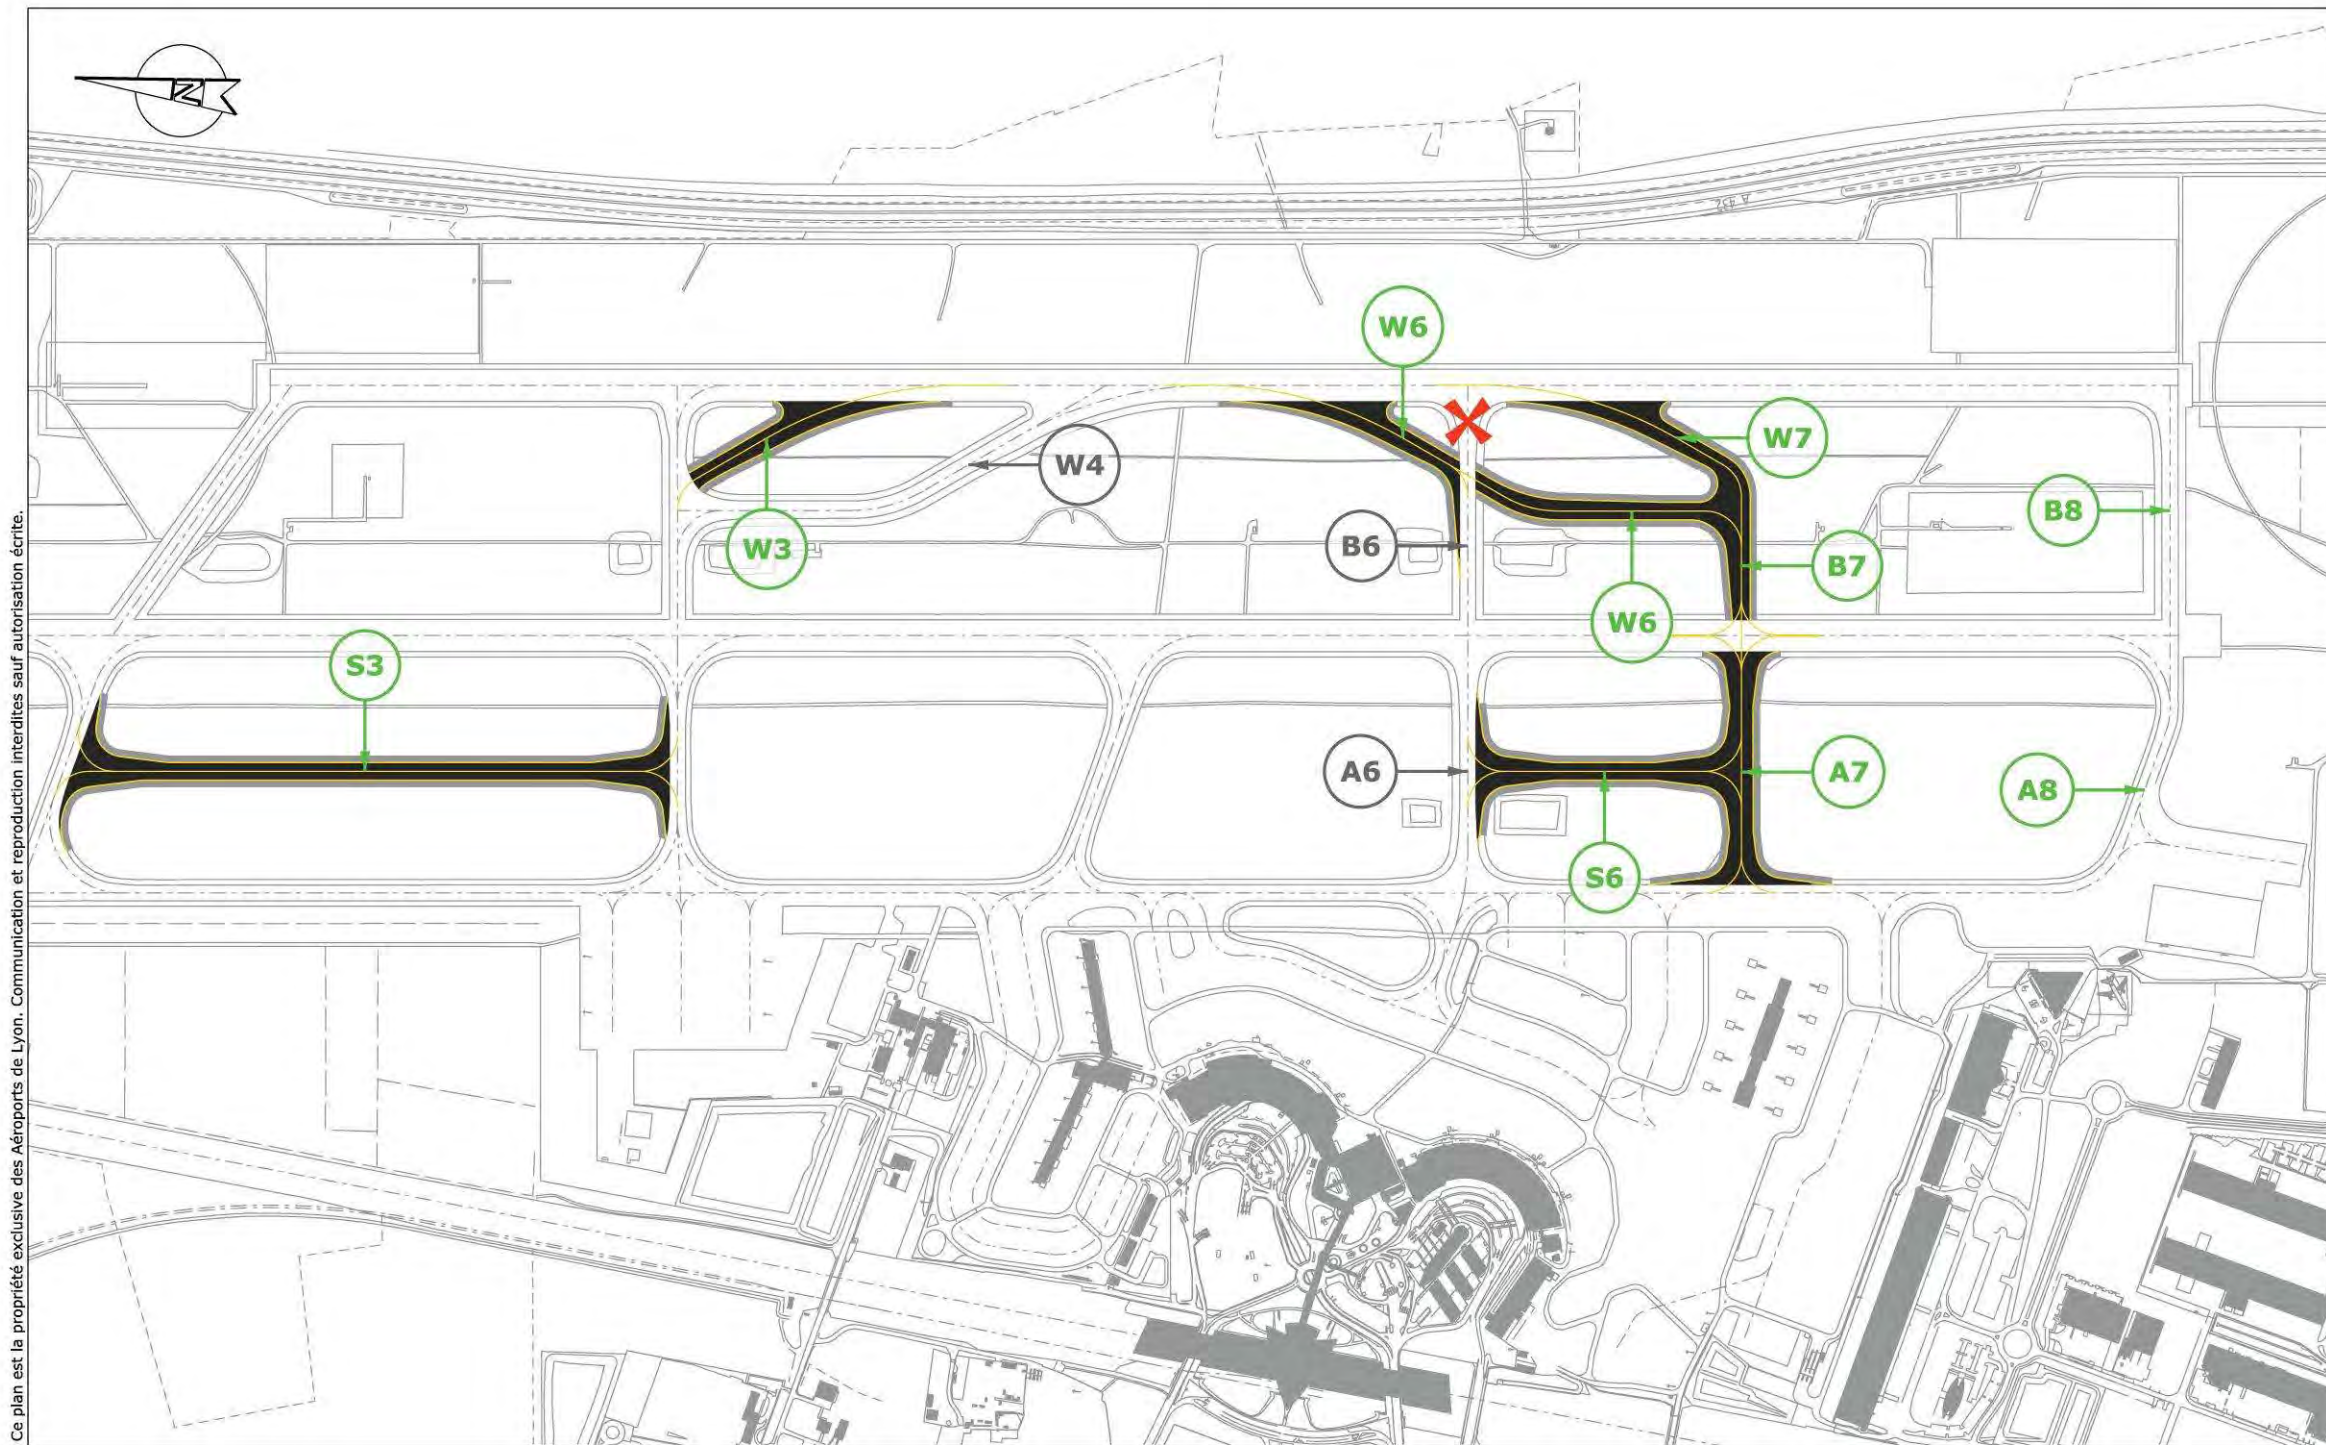 N
A 432
W6
W7
W4
B8
W3
B6
B7
W6
S3
A6
A7
A8
S6
Ce plan est la propriété exclusive des Aéroports de Lyon. Communication et reproduction interdites sauf autorisation écrite.